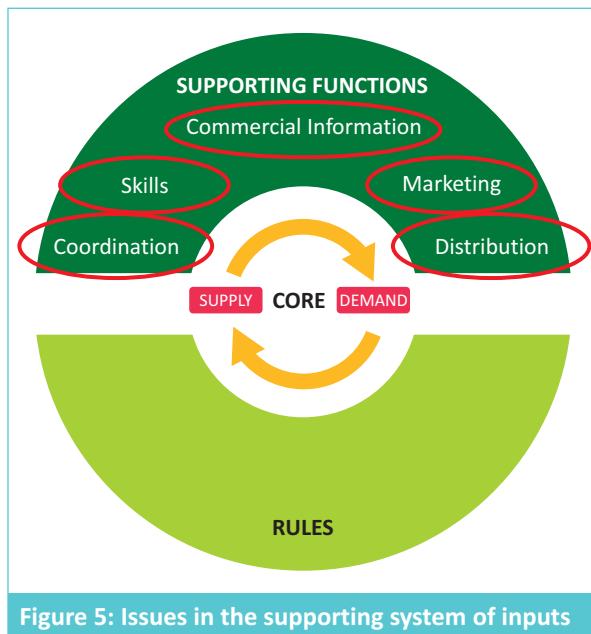 SUPPORTING FUNCTIONS
Commercial Information
Skills
Marketing
Coordination
Distribution
SUPPLY CORE DEMAND
RULES
Figure 5: Issues in the supporting system of inputs